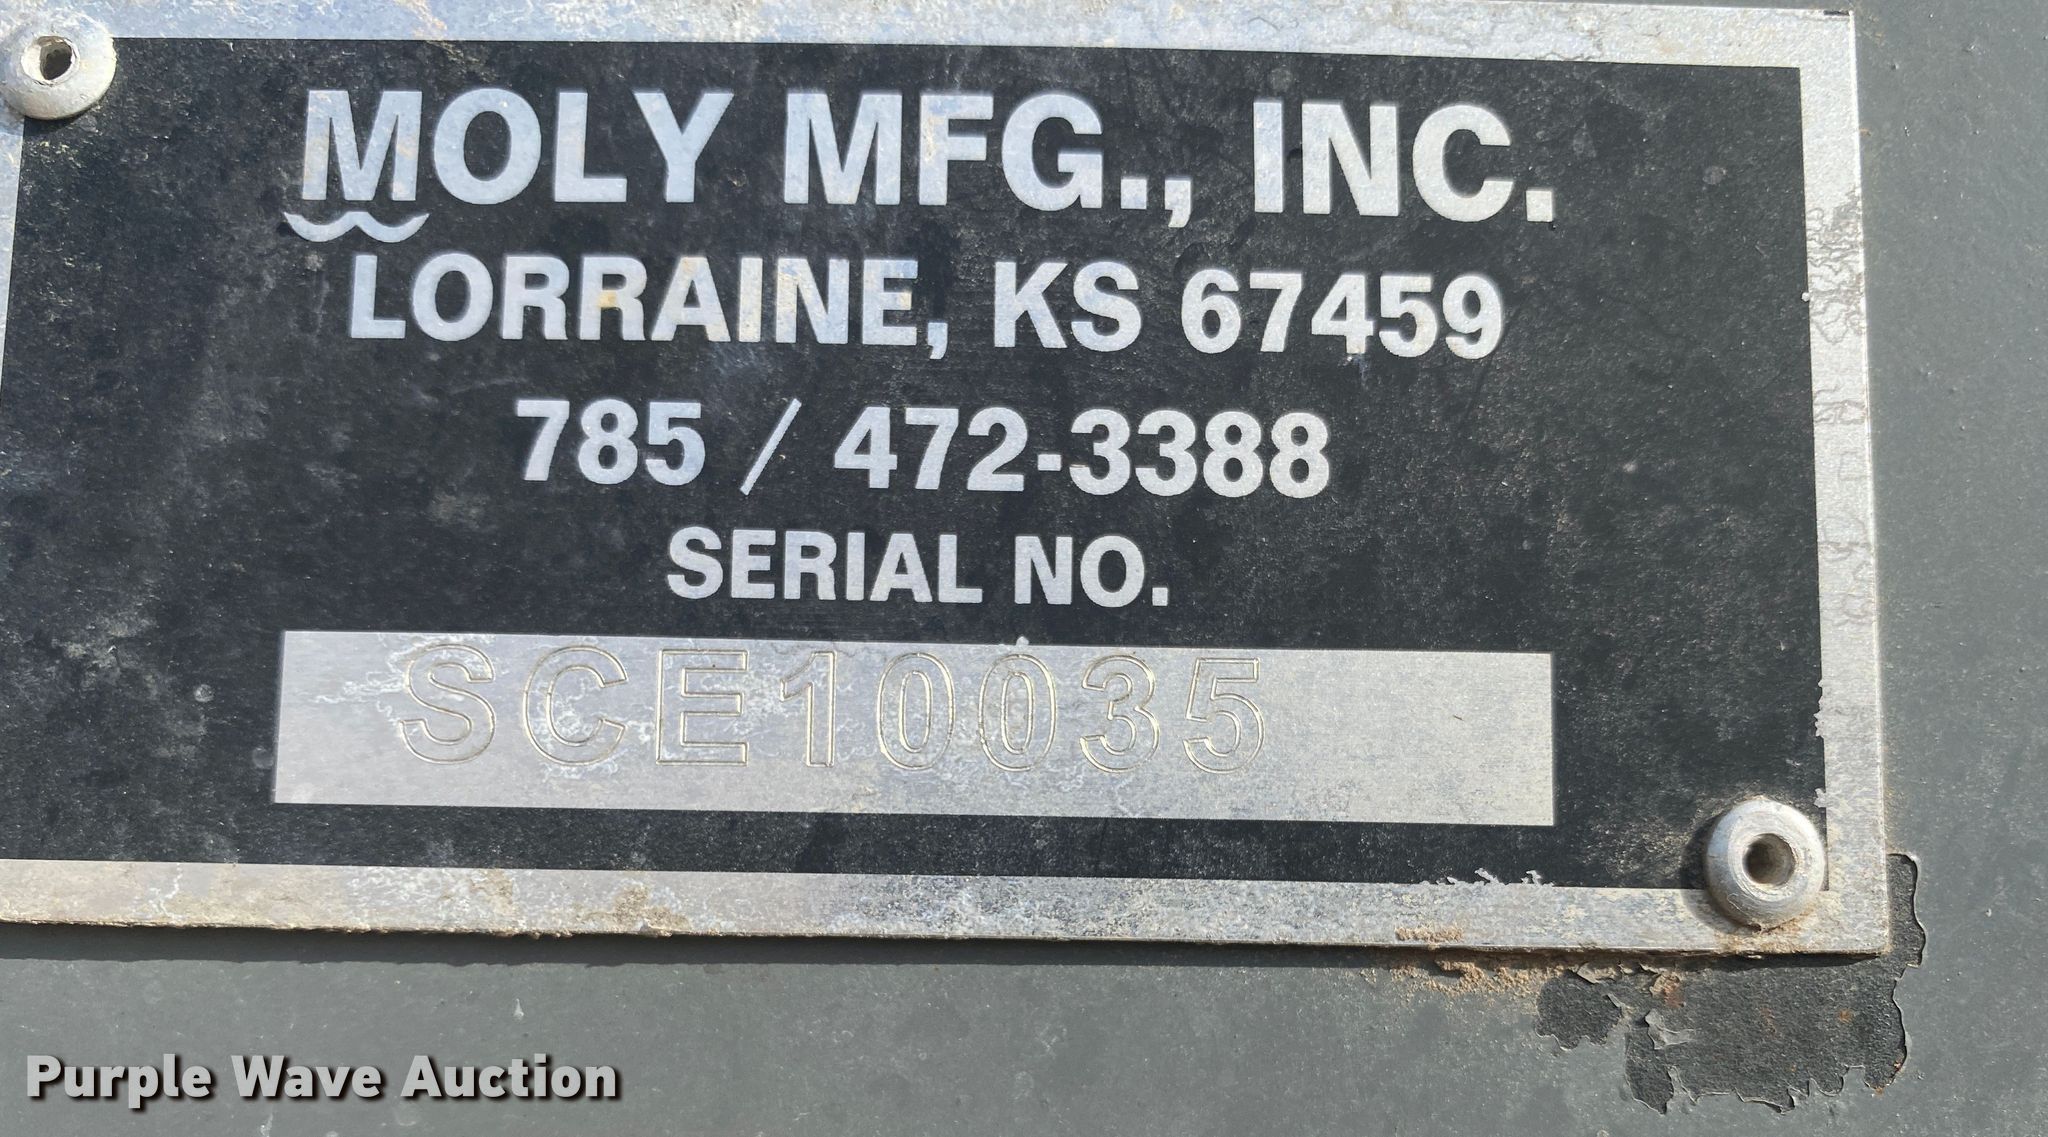 MOLY MFG., INC.
LORRAINE, KS 67459
785 / 472-3388
SERIAL NO.
SCE10035
Purple Wave Auction